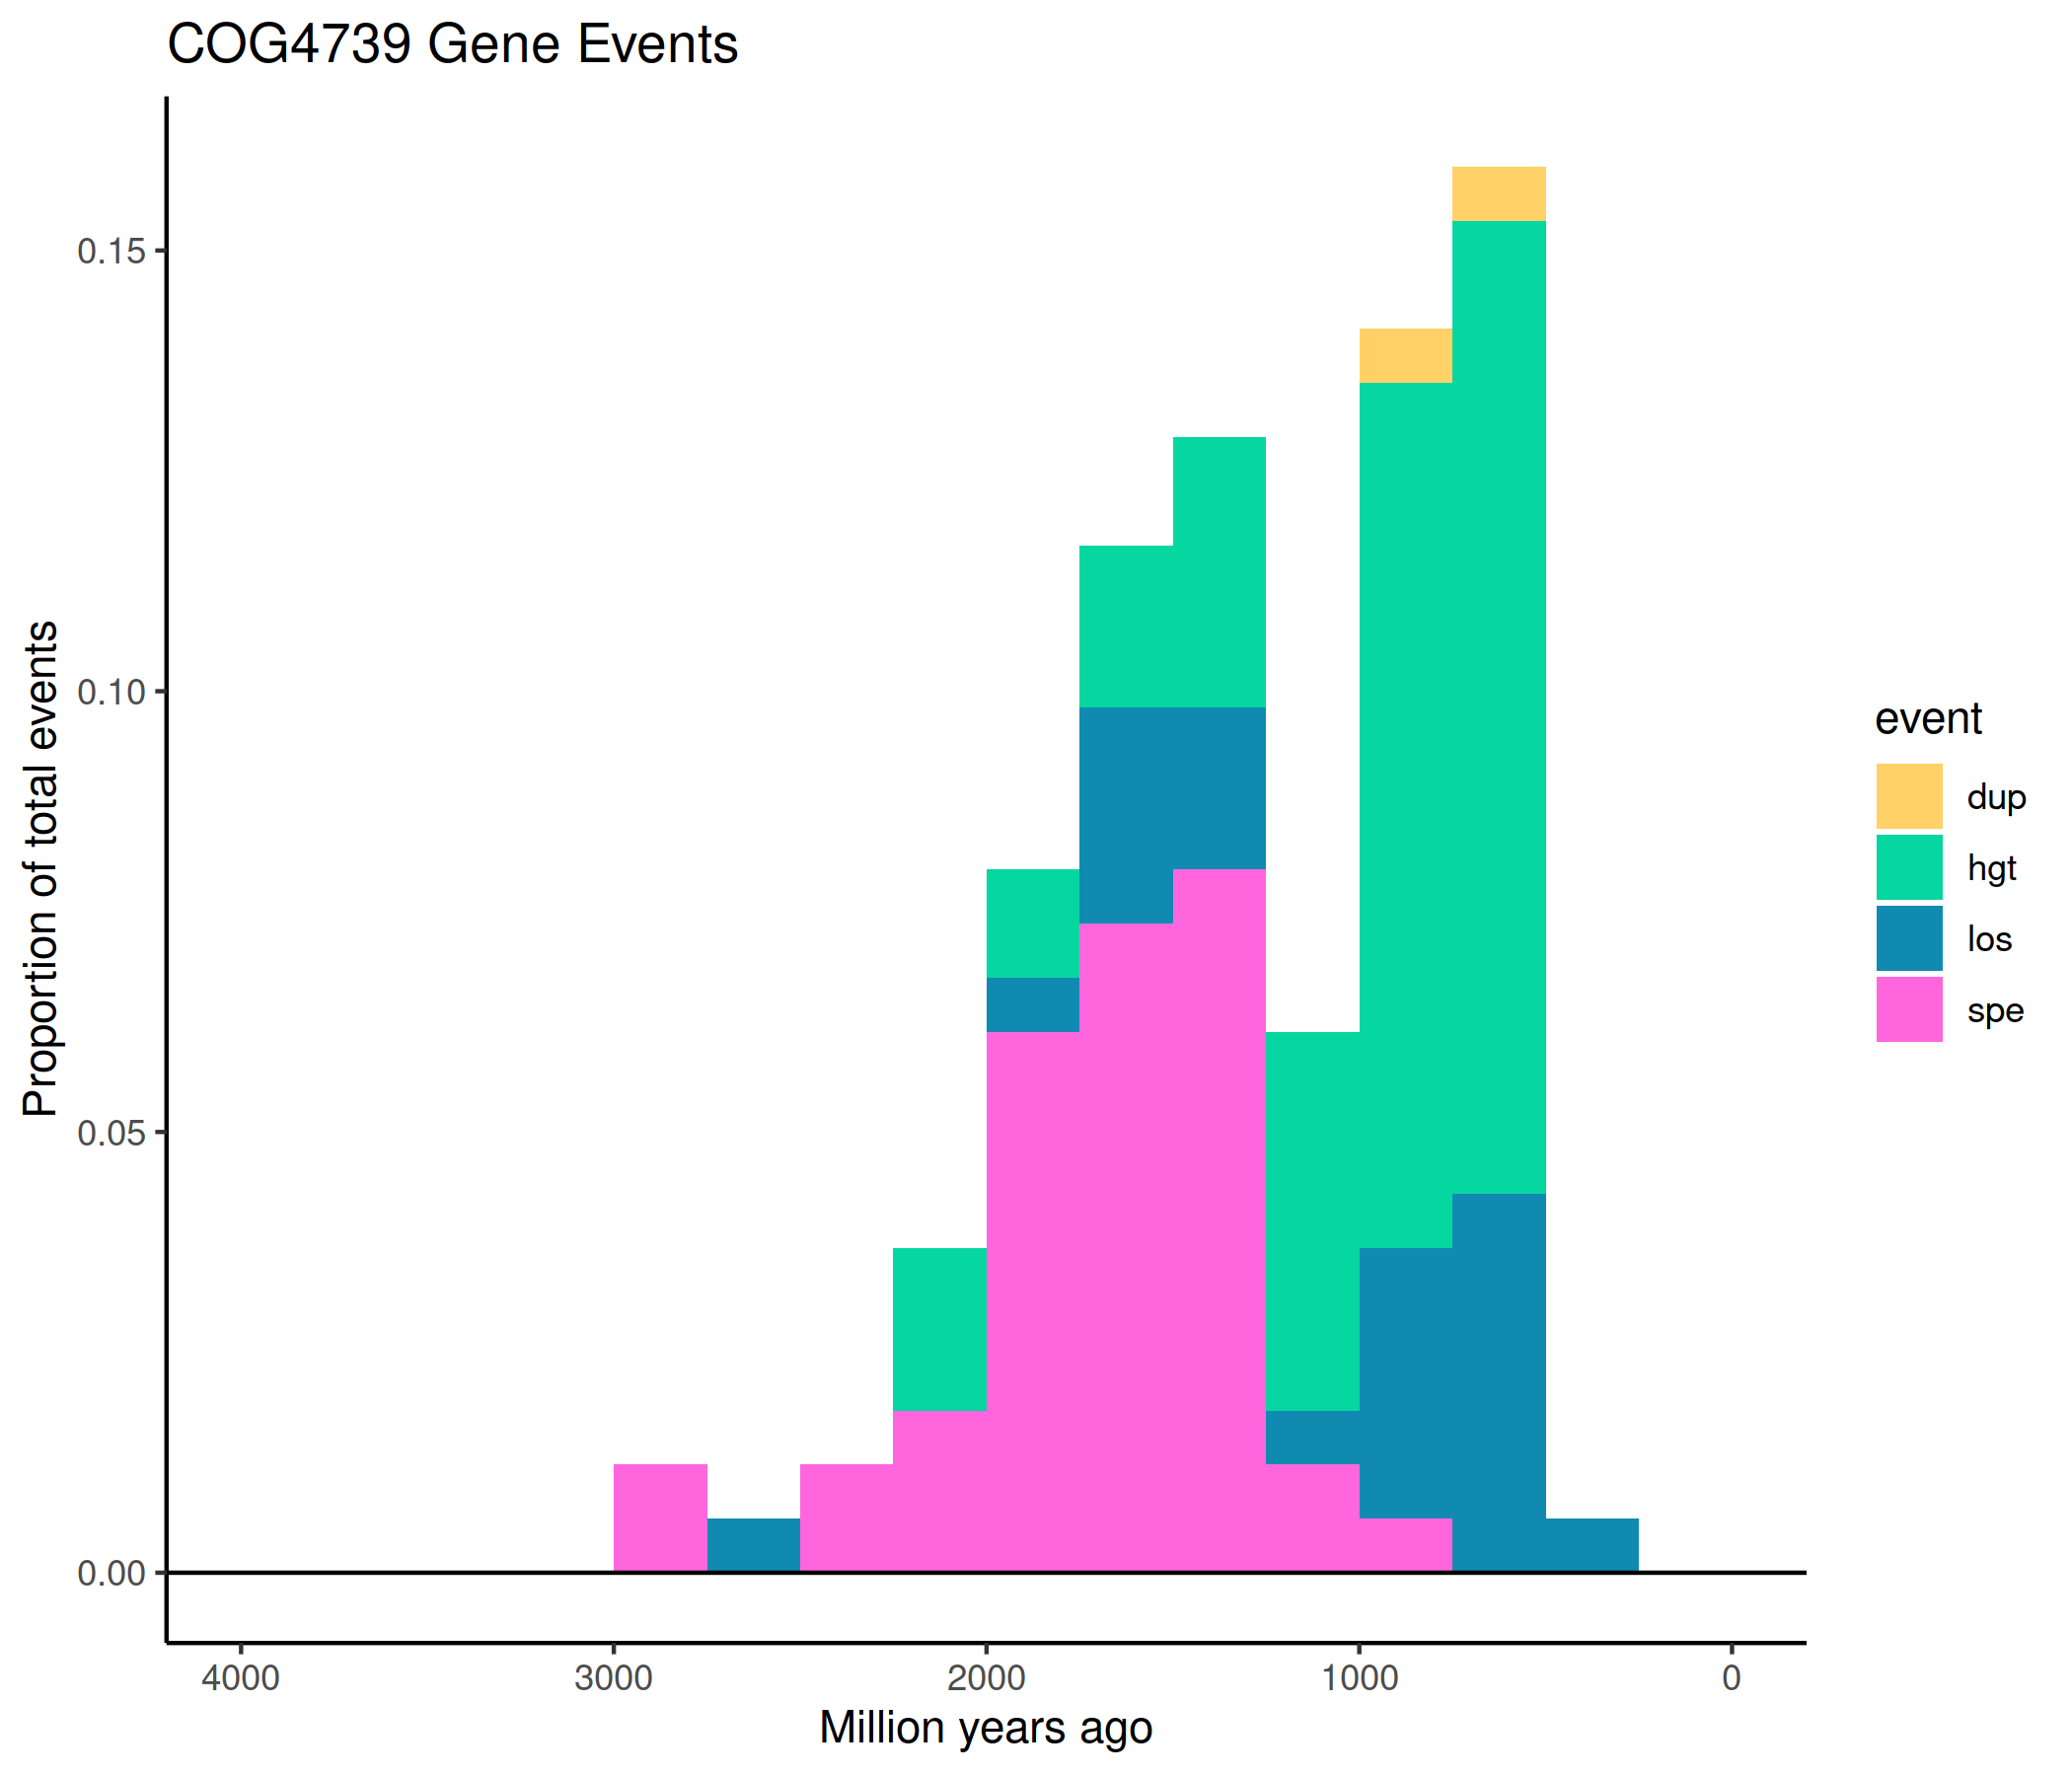 COG4739 Gene Events
Proportion of total events
0.15
0.10
0.05
0.00
4000 3000 2000 1000 0
Million years ago
event
dup
hgt
los
spe